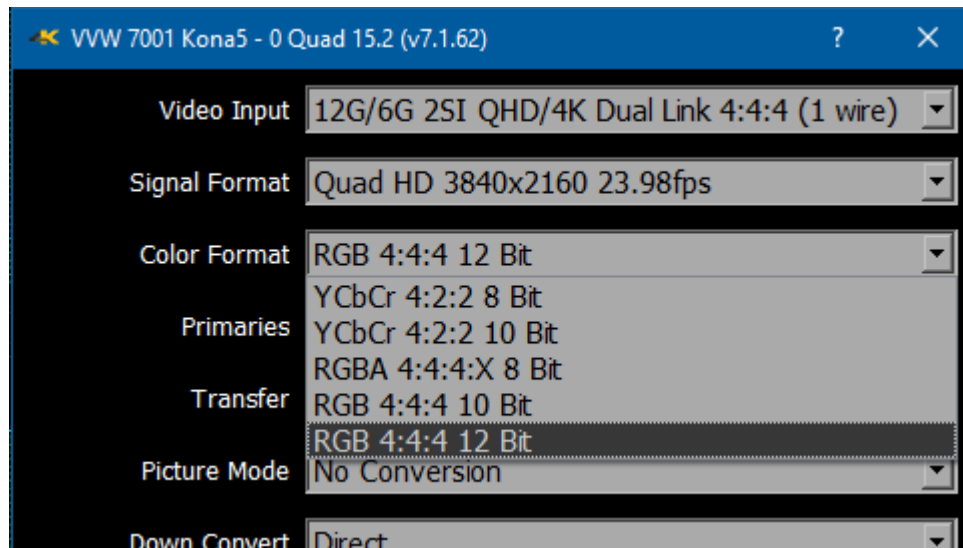 VVW 7001 Kona5 - 0 Quad 15.2 (v7.1.62) ? ×
Video Input 12G/6G 2SI QHD/4K Dual Link 4:4:4 (1 wire)
Signal Format Quad HD 3840x2160 23.98fps
Color Format RGB 4:4:4 12 Bit
YCbCr 4:2:2 8 Bit
Primaries YCbCr 4:2:2 10 Bit
RGBA 4:4:4:X 8 Bit
Transfer RGB 4:4:4 10 Bit
RGB 4:4:4 12 Bit
Picture Mode No Conversion
Down Convert Direct